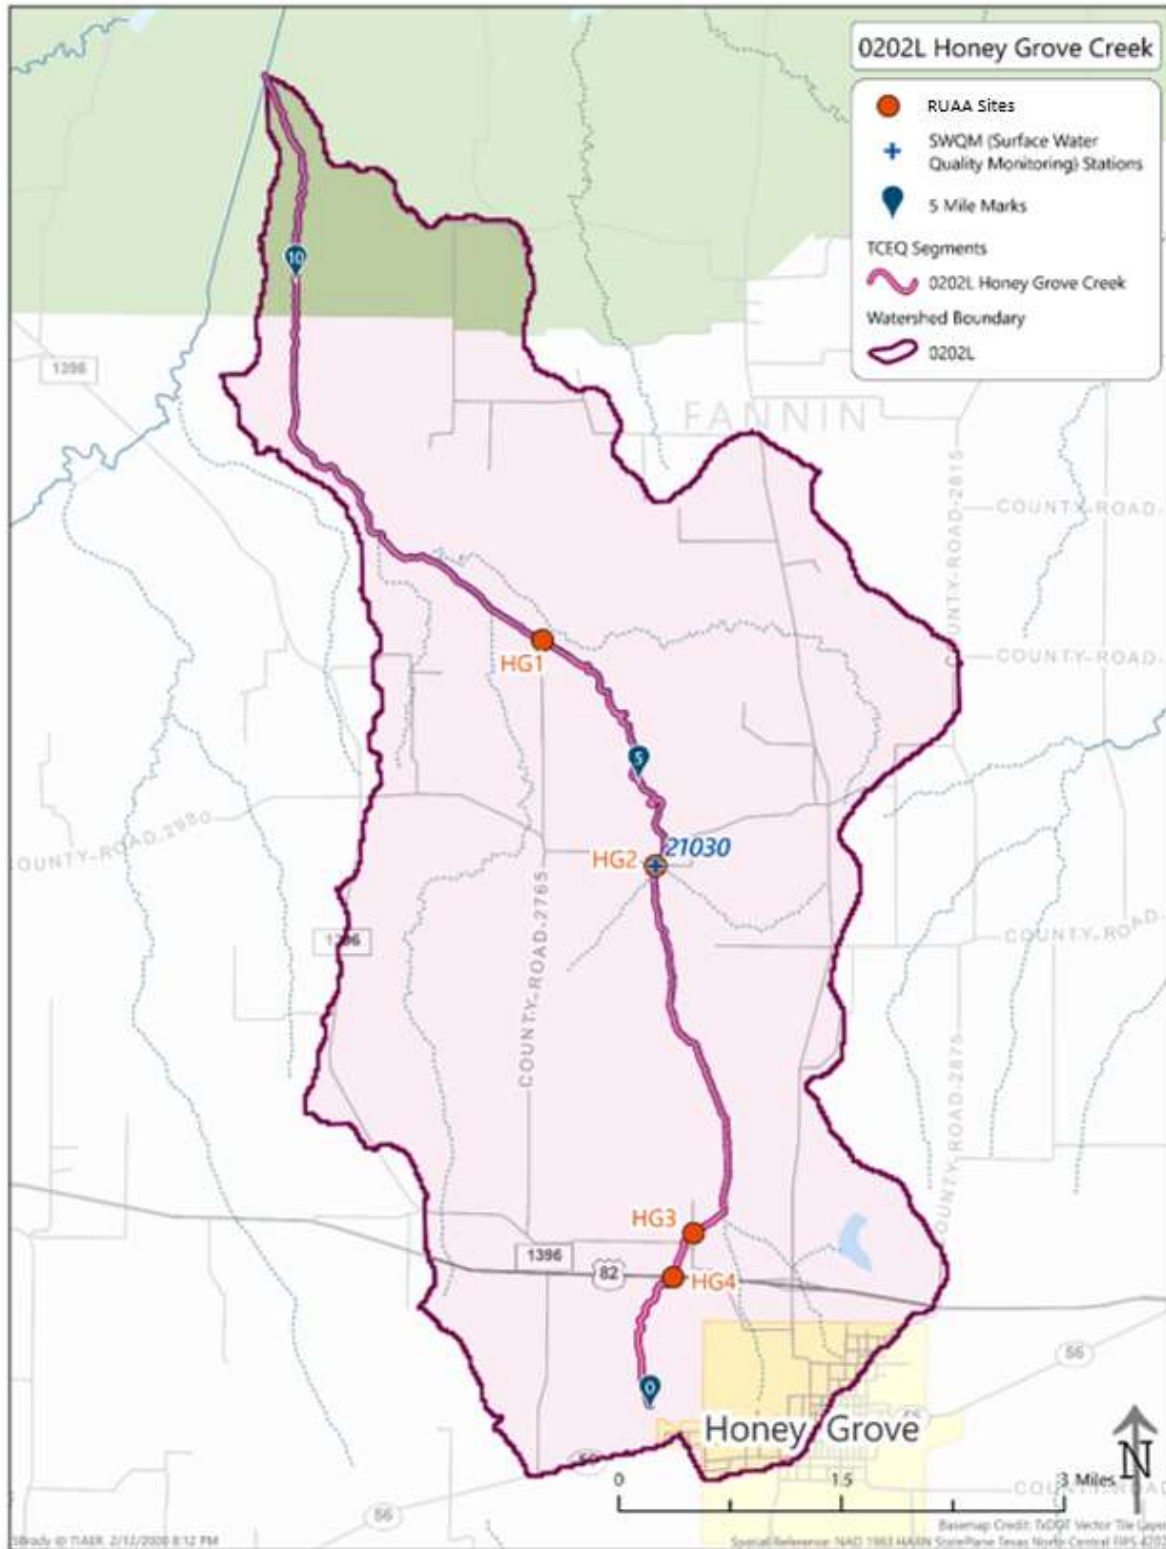 0202L Honey Grove Creek
RUAA Sites
SWQM (Surface Water
Quality Monitoring) Stations
5 Mile Marks
TCEQ Segments
0202L Honey Grove Creek
Watershed Boundary
0202L
10
1396
FANNIN
COUNTY-ROAD-2815
COUNTY-ROAD-
COUNTY-ROAD-
HG1
5
COUNTY-ROAD-2980
HG2
21030
COUNTY-ROAD-2765
1396
COUNTY-ROAD-
COUNTY-ROAD-2875
HG3
1396
82
HG4
56
0
Honey Grove
56
56
N
0
1.5
3 Miles
COUNTY-ROAD
Basemap Credit: TxDOT Vector Tile Layer